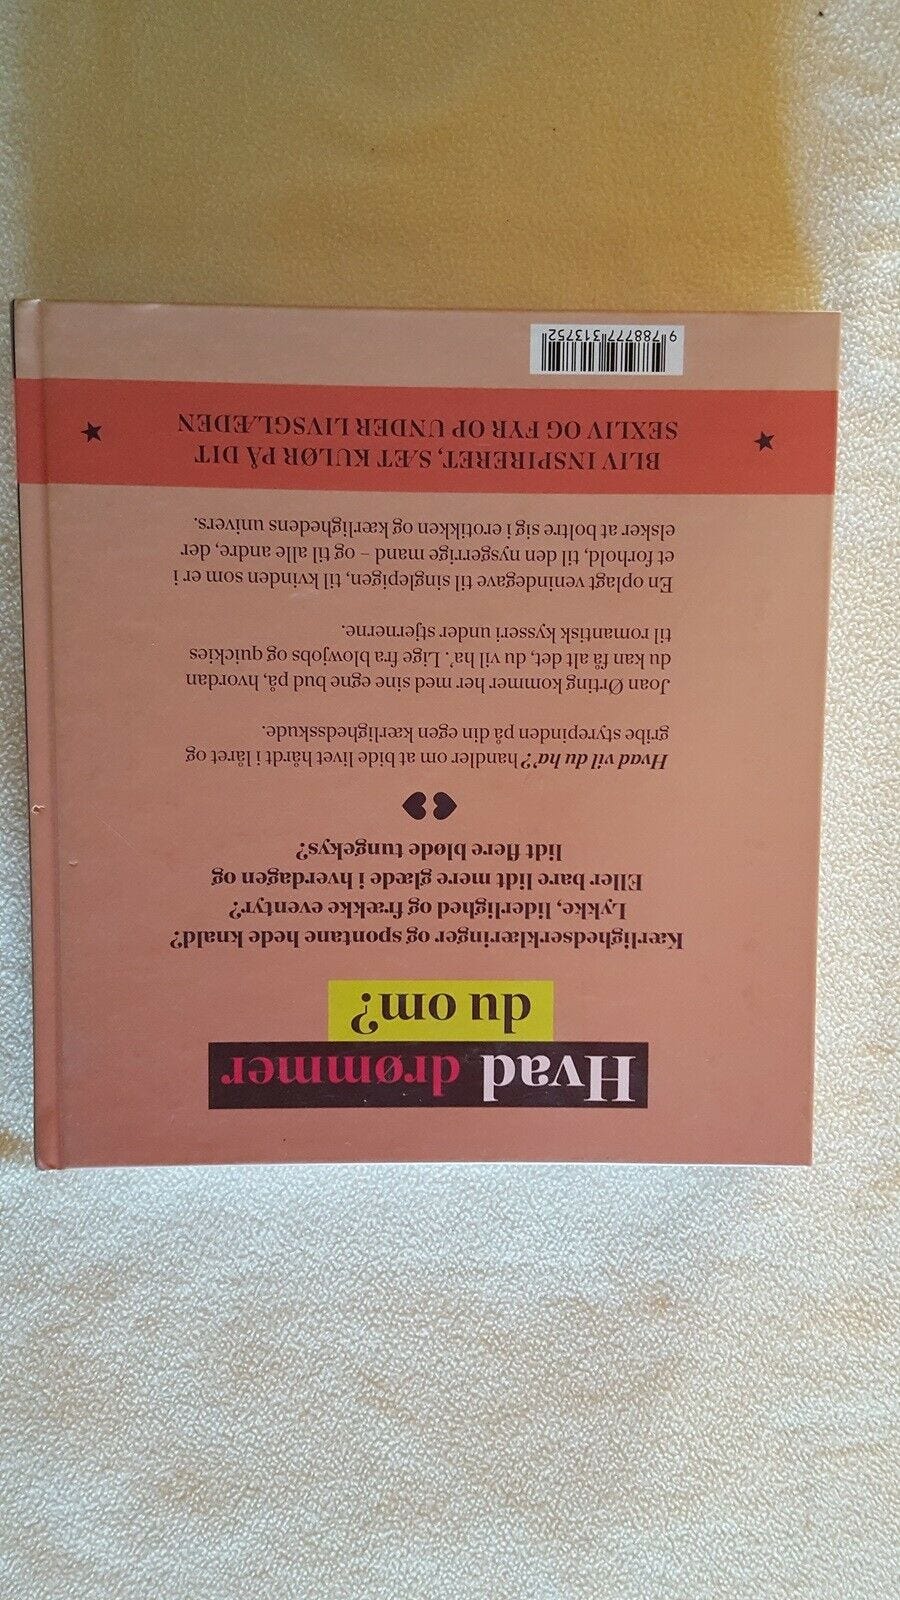 Hvad drømmer
du om?
Kærlighedserklæringer og spontane hede knald?
Lykke, liderlighed og frække eventyr?
Eller bare lidt mere glæde i hverdagen og
lidt flere bløde tungekys?
Hvad vil du ha'? handler om at bide livet hårdt i låret og
gribe styrepinden på din egen kærlighedsskude.
Joan Ørting kommer her med sine egne bud på, hvordan
du kan få alt det, du vil ha'. Lige fra blowjobs og quickies
til romantisk kysseri under stjernerne.
En oplagt venindegave til singlepigen, til kvinden som er i
et forhold, til den nysgerrige mand – og til alle andre, der
elsker at boltre sig i erotikken og kærlighedens univers.
BLIV INSPIRERET, SÆT KULØR PÅ DIT
SEXLIV OG FYR OP UNDER LIVSGLÆDEN
9 788777 313752